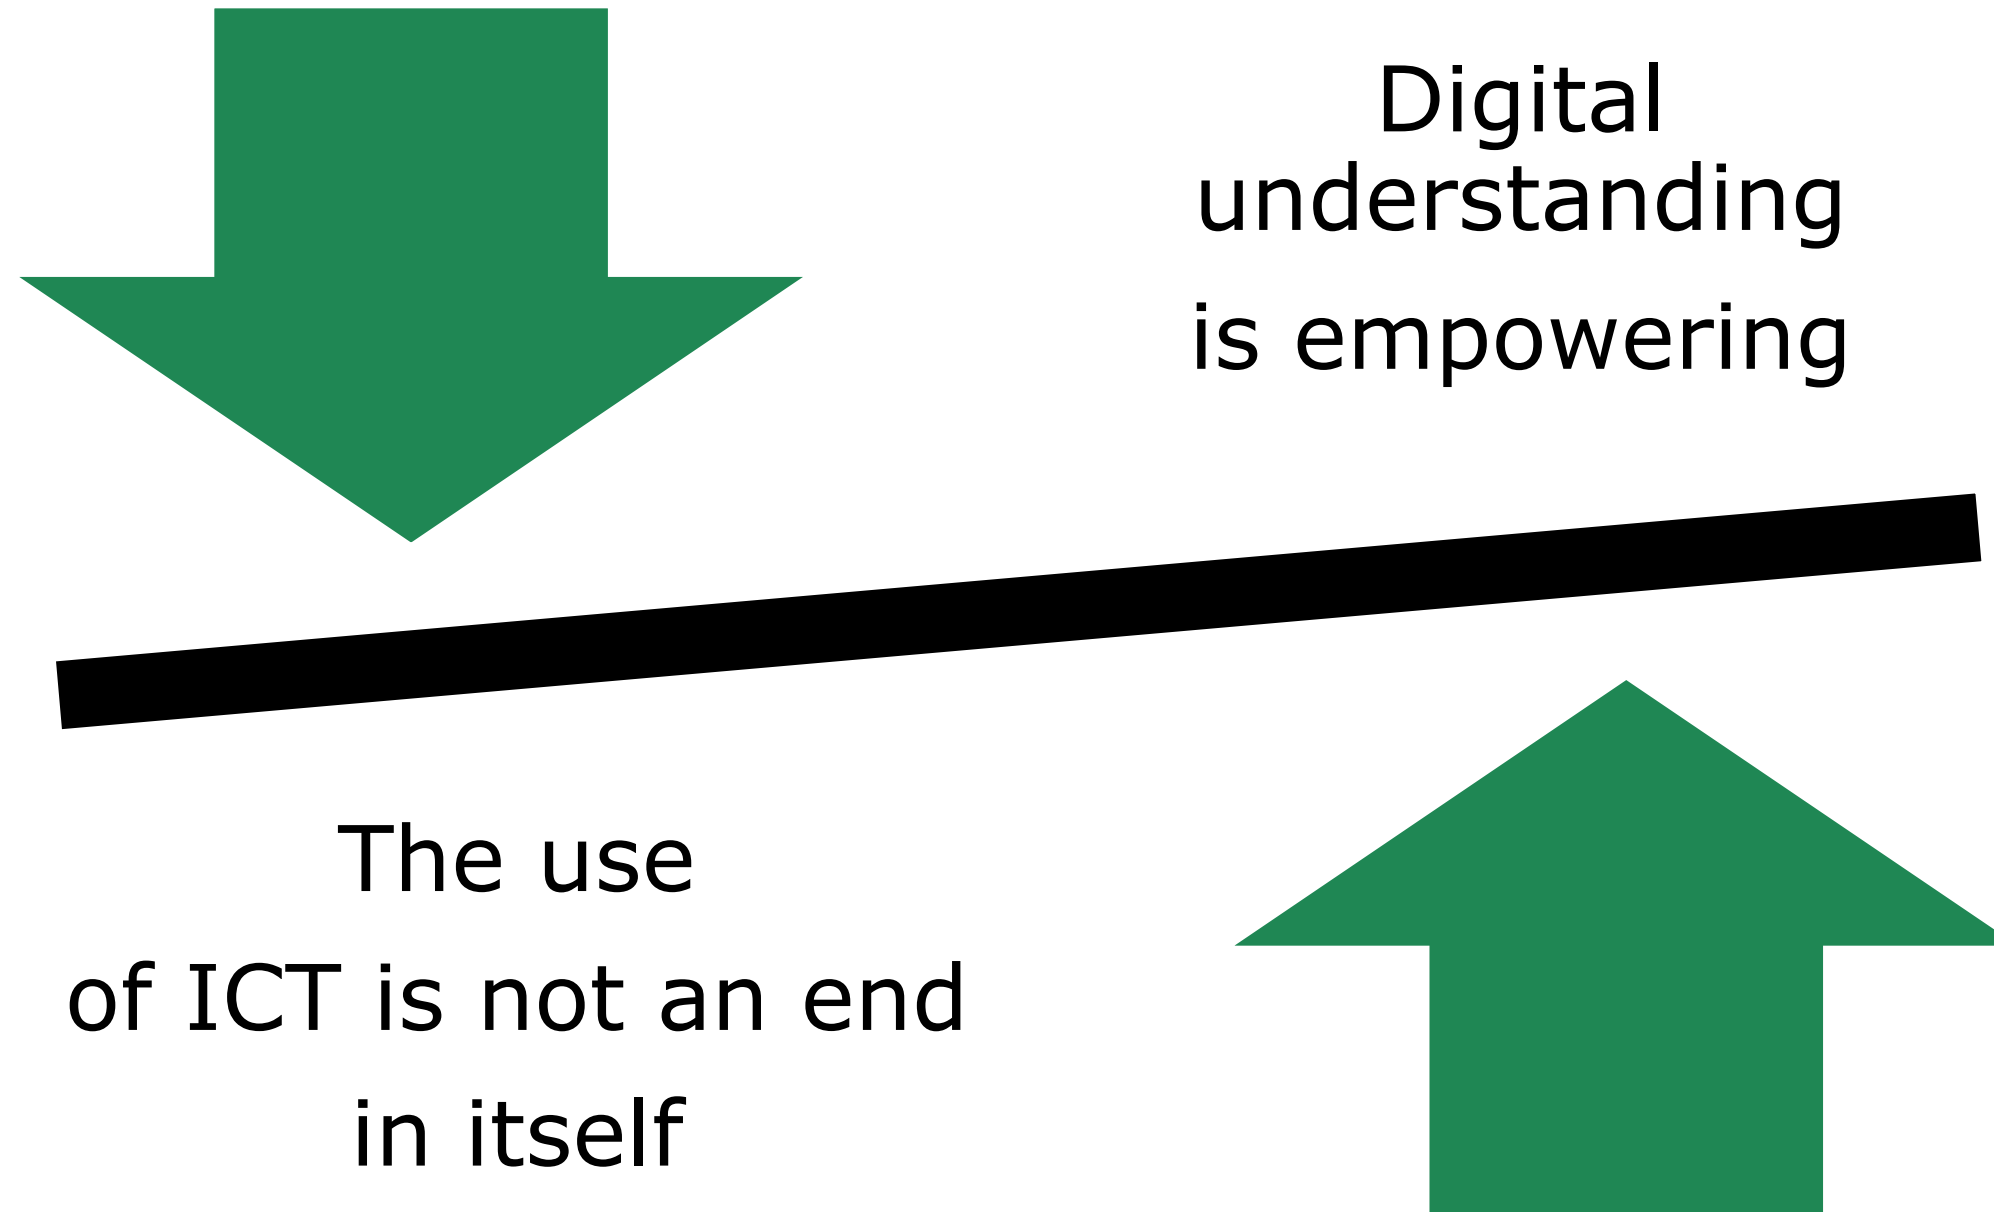 Digital
understanding
is empowering
The use
of ICT is not an end
in itself